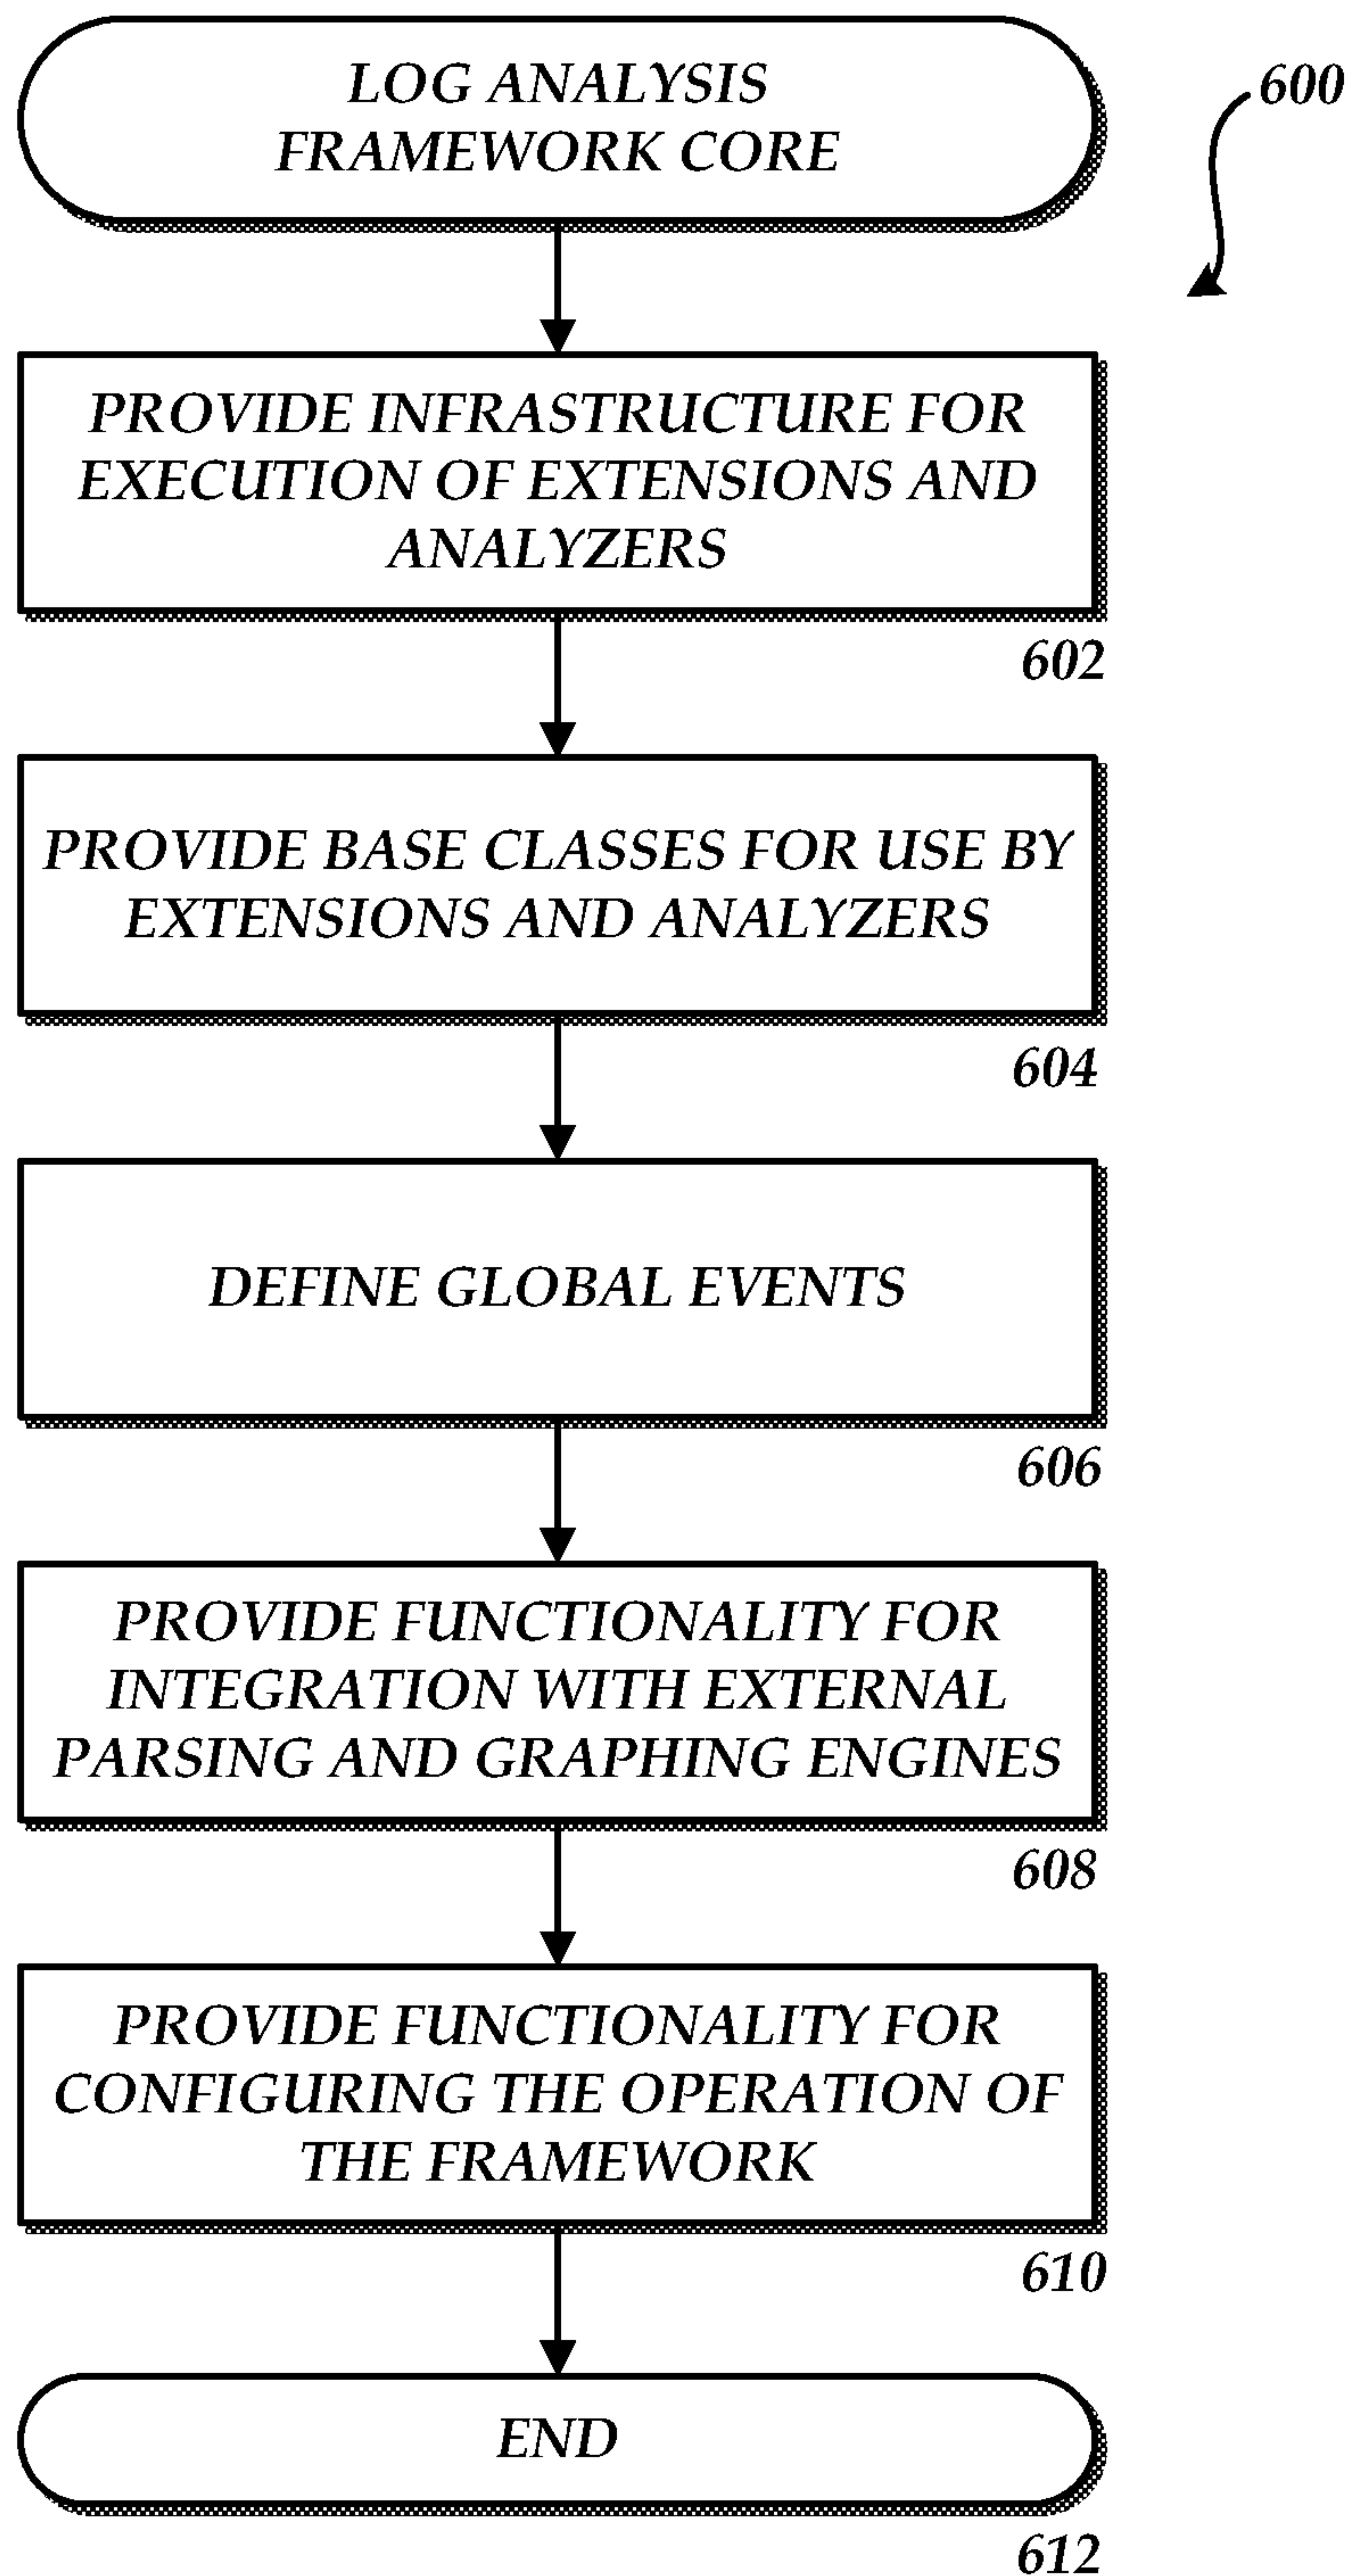 LOG ANALYSIS
FRAMEWORK CORE
600
PROVIDE INFRASTRUCTURE FOR
EXECUTION OF EXTENSIONS AND
ANALYZERS
602
PROVIDE BASE CLASSES FOR USE BY
EXTENSIONS AND ANALYZERS
604
DEFINE GLOBAL EVENTS
606
PROVIDE FUNCTIONALITY FOR
INTEGRATION WITH EXTERNAL
PARSING AND GRAPHING ENGINES
608
PROVIDE FUNCTIONALITY FOR
CONFIGURING THE OPERATION OF
THE FRAMEWORK
610
END
612